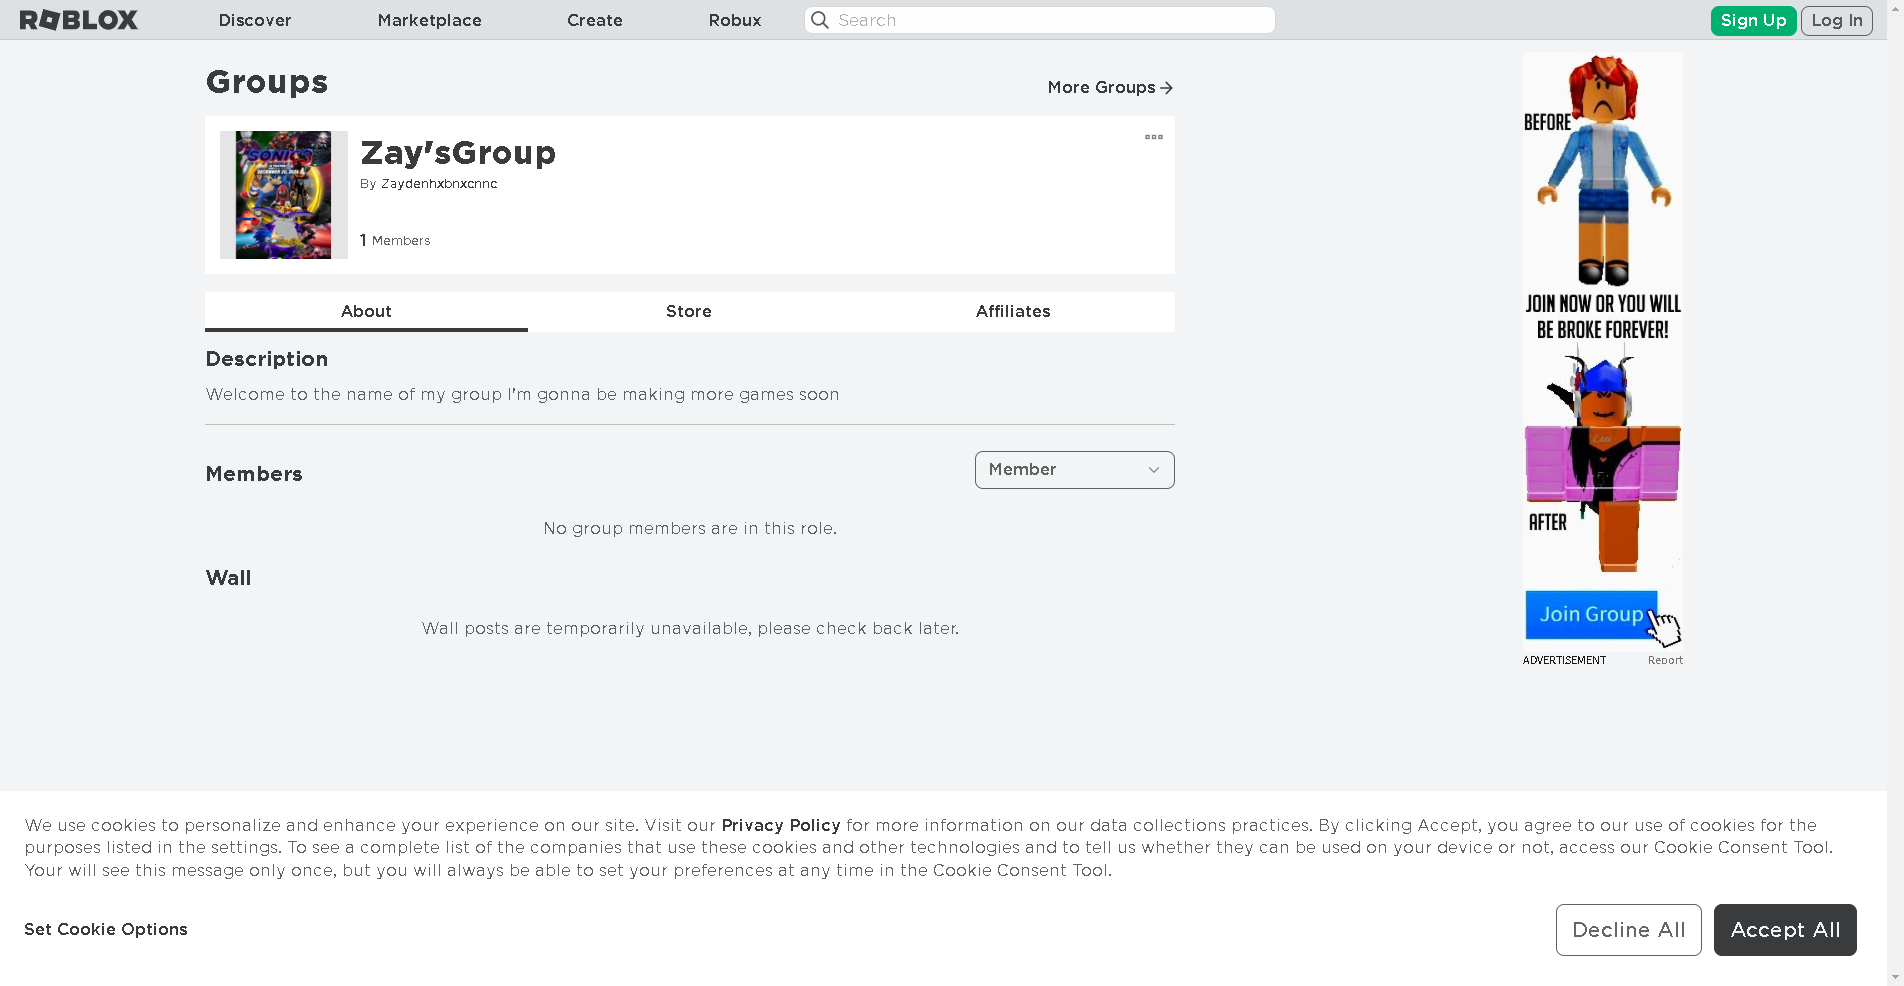 ROBLOX
Discover
Marketplace
Create
Robux
Search
Sign Up
Log In
Groups
More Groups
SONIC 3
DECEMBER 20, 2024
Zay'sGroup
By Zaydenhxbnxcnnc
1 Members
About
Store
Affiliates
Description
Welcome to the name of my group I'm gonna be making more games soon
Members
Member
No group members are in this role.
Wall
Wall posts are temporarily unavailable, please check back later.
BEFORE
JOIN NOW OR YOU WILL
BE BROKE FOREVER!
AFTER
Join Group
ADVERTISEMENT
Report
We use cookies to personalize and enhance your experience on our site. Visit our Privacy Policy for more information on our data collections practices. By clicking Accept, you agree to our use of cookies for the
purposes listed in the settings. To see a complete list of the companies that use these cookies and other technologies and to tell us whether they can be used on your device or not, access our Cookie Consent Tool.
Your will see this message only once, but you will always be able to set your preferences at any time in the Cookie Consent Tool.
Set Cookie Options
Decline All
Accept All